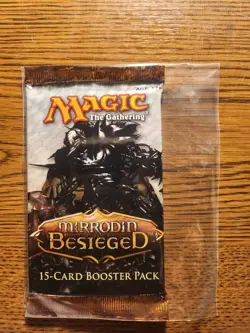 MAGIC
The Gathering
MIRRODIN
BESIEGED
15-CARD BOOSTER PACK